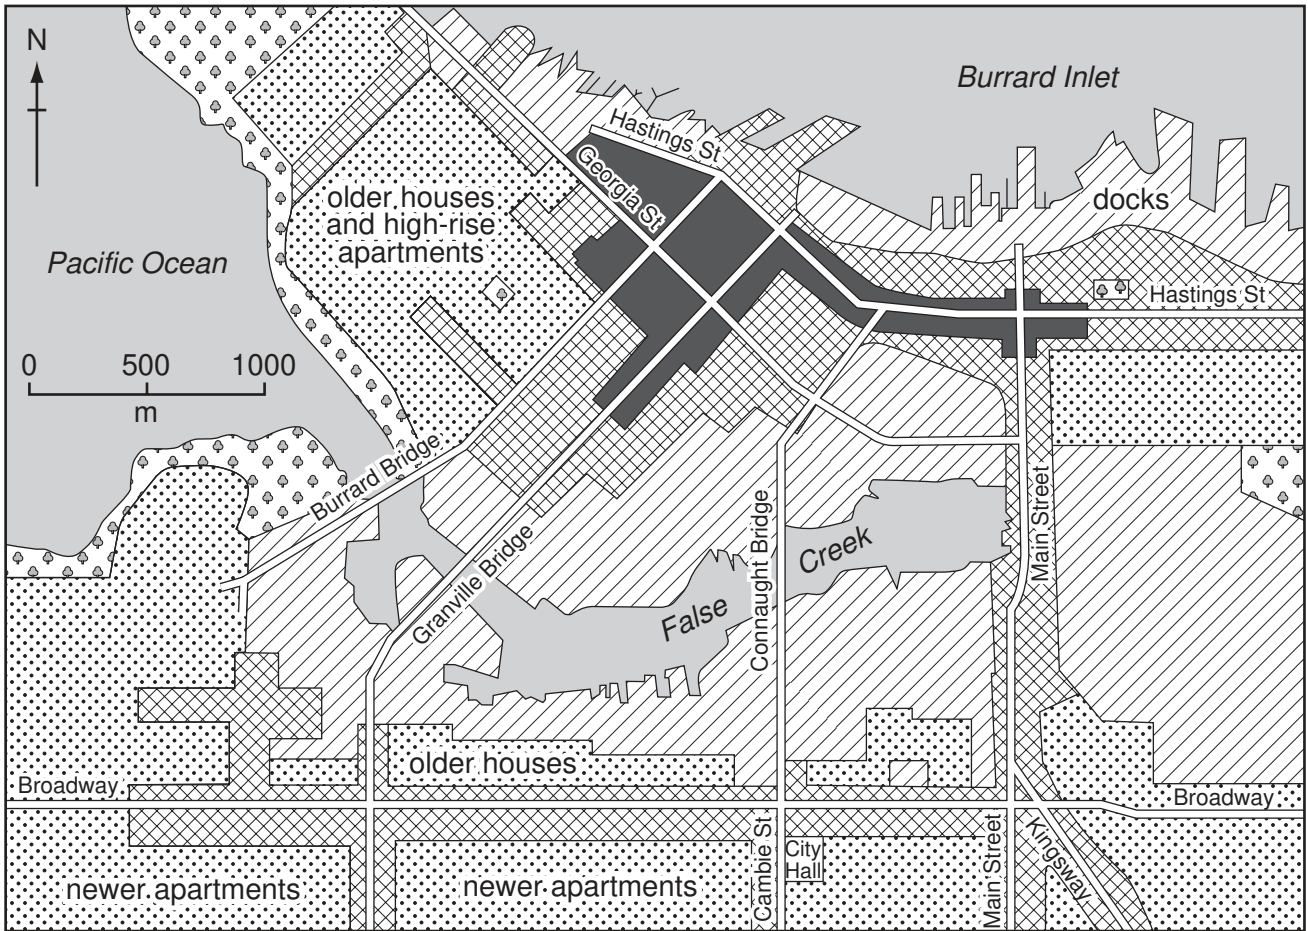 N
Burrard Inlet
Hastings St
Georgia St
docks
older houses
and high-rise
apartments
Pacific Ocean
Hastings St
0 500 1000
m
Burrard Bridge
Granville Bridge
Connaught Bridge
False Creek
Main Street
older houses
Broadway
Broadway
newer apartments
newer apartments
Cambie St
City
Hall
Main Street
Kingsway